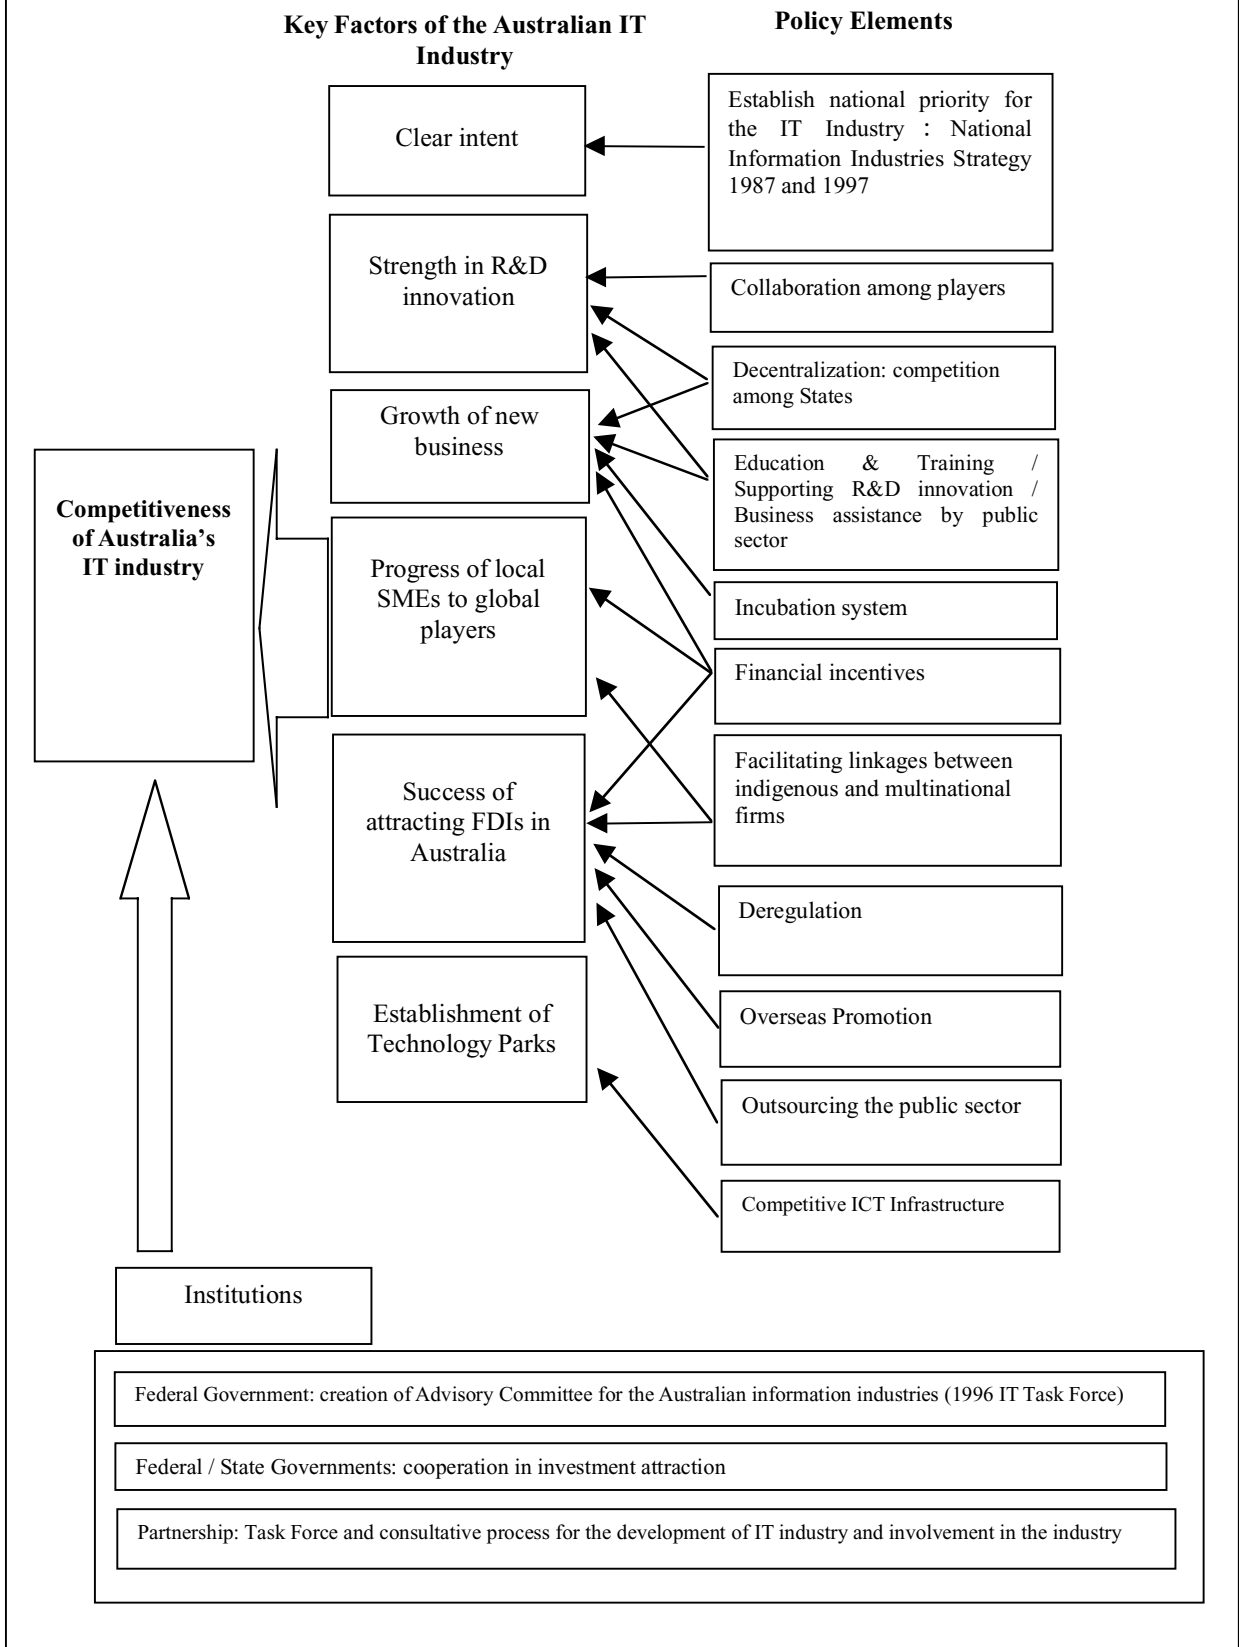 Key Factors of the Australian IT
Industry
Policy Elements
Clear intent
Establish national priority for
the IT Industry : National
Information Industries Strategy
1987 and 1997
Strength in R&D
innovation
Collaboration among players
Decentralization: competition
among States
Growth of new
business
Education & Training /
Supporting R&D innovation /
Business assistance by public
sector
Competitiveness
of Australia’s
IT industry
Progress of local
SMEs to global
players
Incubation system
Financial incentives
Facilitating linkages between
indigenous and multinational
firms
Success of
attracting FDIs in
Australia
Deregulation
Overseas Promotion
Establishment of
Technology Parks
Outsourcing the public sector
Competitive ICT Infrastructure
Institutions
Federal Government: creation of Advisory Committee for the Australian information industries (1996 IT Task Force)
Federal / State Governments: cooperation in investment attraction
Partnership: Task Force and consultative process for the development of IT industry and involvement in the industry